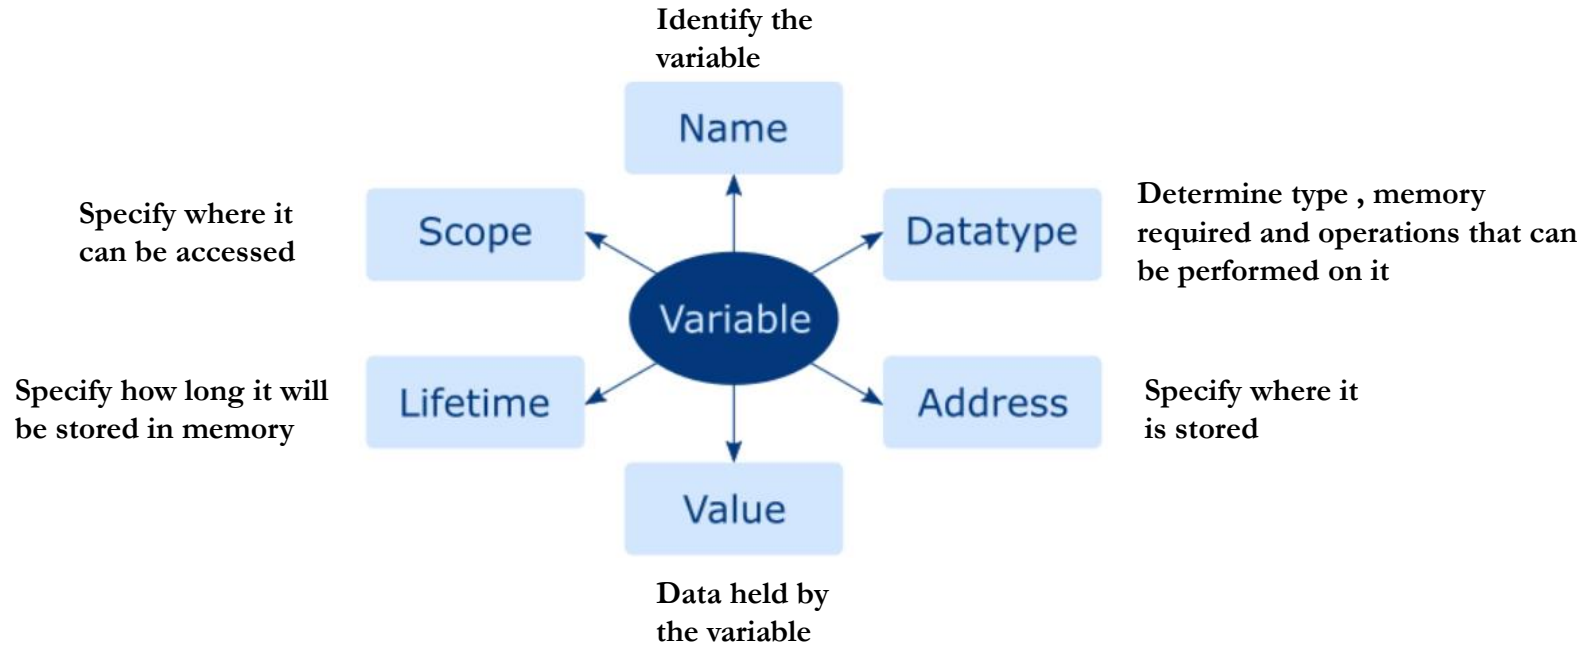 Identify the
variable
Name
Specify where it
can be accessed
Scope
Datatype
Determine type , memory
required and operations that can
be performed on it
Variable
Specify how long it will
be stored in memory
Lifetime
Address
Specify where it
is stored
Value
Data held by
the variable